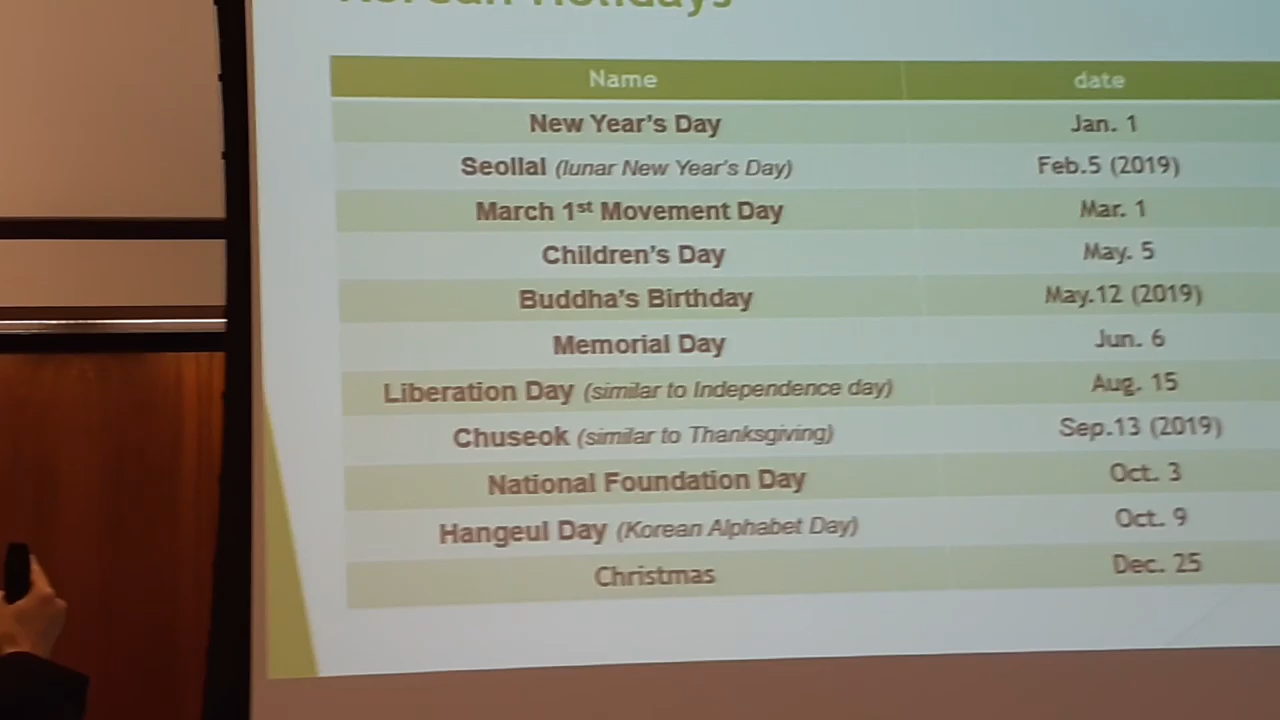 Korean Holidays
Name date
New Year's Day Jan. 1
Seollal (lunar New Year's Day) Feb.5 (2019)
March 1st Movement Day Mar. 1
Children's Day May. 5
Buddha's Birthday May.12 (2019)
Memorial Day Jun. 6
Liberation Day (similar to Independence day) Aug. 15
Chuseok (similar to Thanksgiving) Sep.13 (2019)
National Foundation Day Oct. 3
Hangeul Day (Korean Alphabet Day) Oct. 9
Christmas Dec. 25